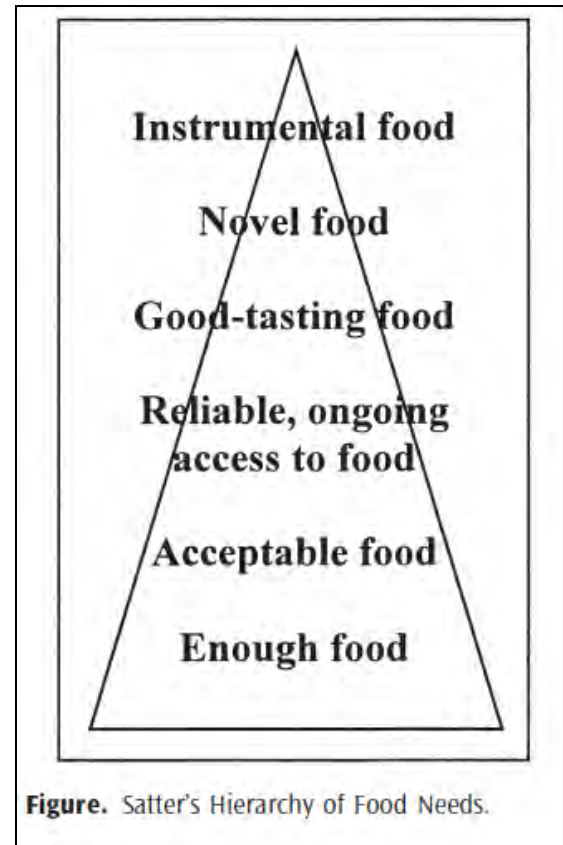 Instrumental food
Novel food
Good-tasting food
Reliable, ongoing
access to food
Acceptable food
Enough food
Figure. Satter's Hierarchy of Food Needs.